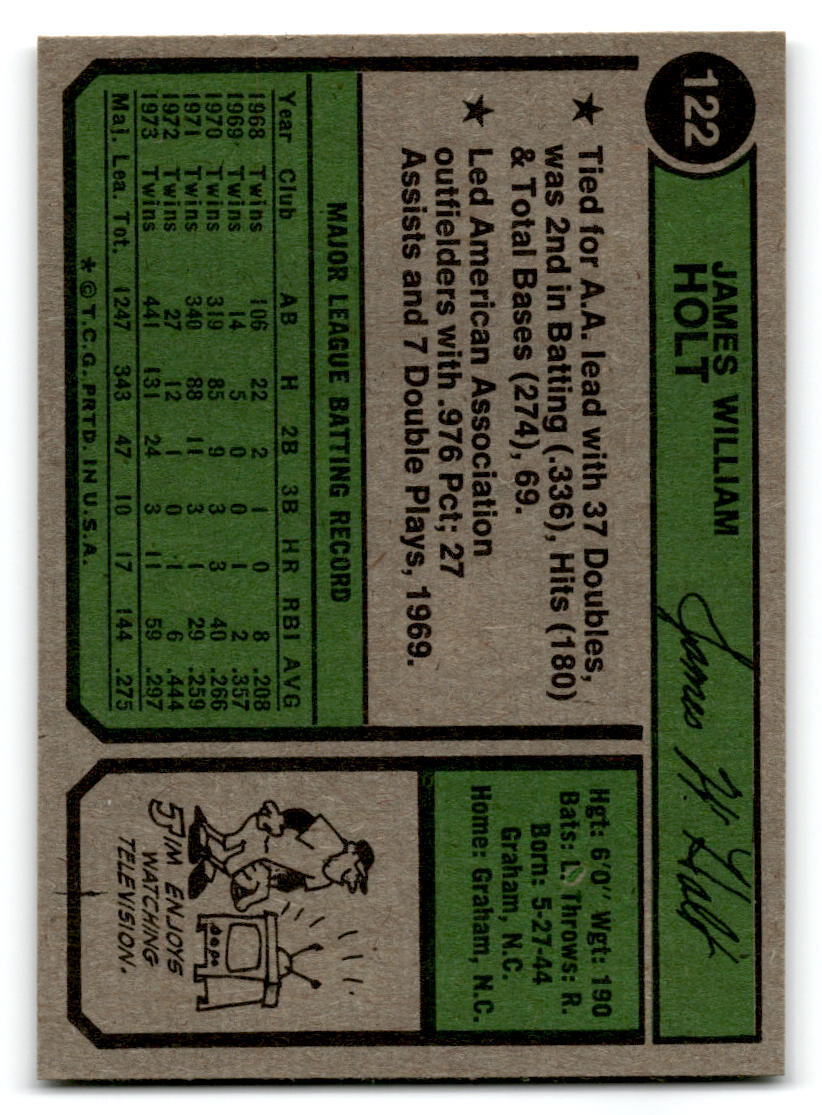 122
JAMES WILLIAM
HOLT
James W. Holt
★ Tied for A.A. lead with 37 Doubles,
was 2nd in Batting (.336), Hits (180)
& Total Bases (274), 69.
★ Led American Association
outfielders with .976 Pct; 27
Assists and 7 Double Plays, 1969.
MAJOR LEAGUE BATTING RECORD
Year Club AB H 2B 3B HR RBI AVG
1968 Twins 106 22 2 1 0 8 .208
1969 Twins 14 5 0 0 1 2 .357
1970 Twins 319 85 9 3 3 40 .266
1971 Twins 340 88 11 3 1 29 .259
1972 Twins 27 12 1 0 1 6 .444
1973 Twins 441 131 24 3 11 59 .297
Maj. Lea. Tot. 1247 343 47 10 17 144 .275
* © T.C.G. PRTD. IN U.S.A.
Hgt: 6'0" Wgt: 190
Bats: L. Throws: R.
Born: 5-27-44
Graham, N.C.
Home: Graham, N.C.
JIM ENJOYS
WATCHING
TELEVISION.